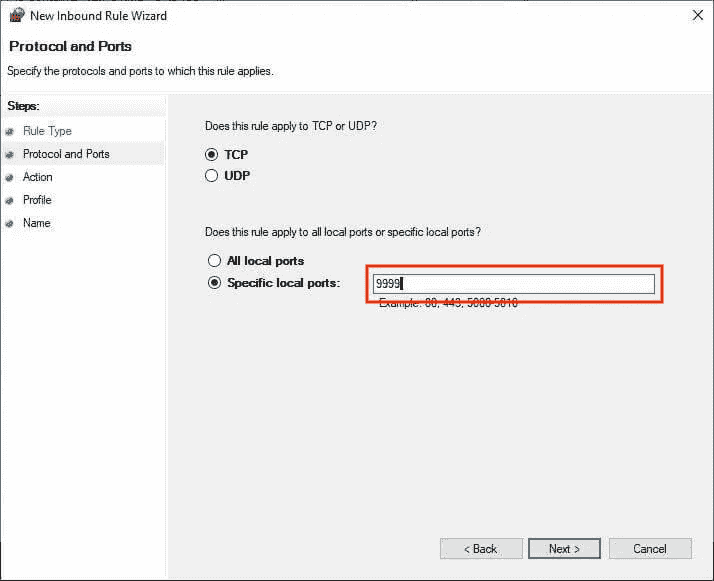 New Inbound Rule Wizard
Protocol and Ports
Specify the protocols and ports to which this rule applies.
Steps:
Rule Type
Protocol and Ports
Action
Profile
Name
Does this rule apply to TCP or UDP?
TCP
UDP
Does this rule apply to all local ports or specific local ports?
All local ports
Specific local ports:
9999
Example: 80, 443, 5000-5010
< Back
Next >
Cancel